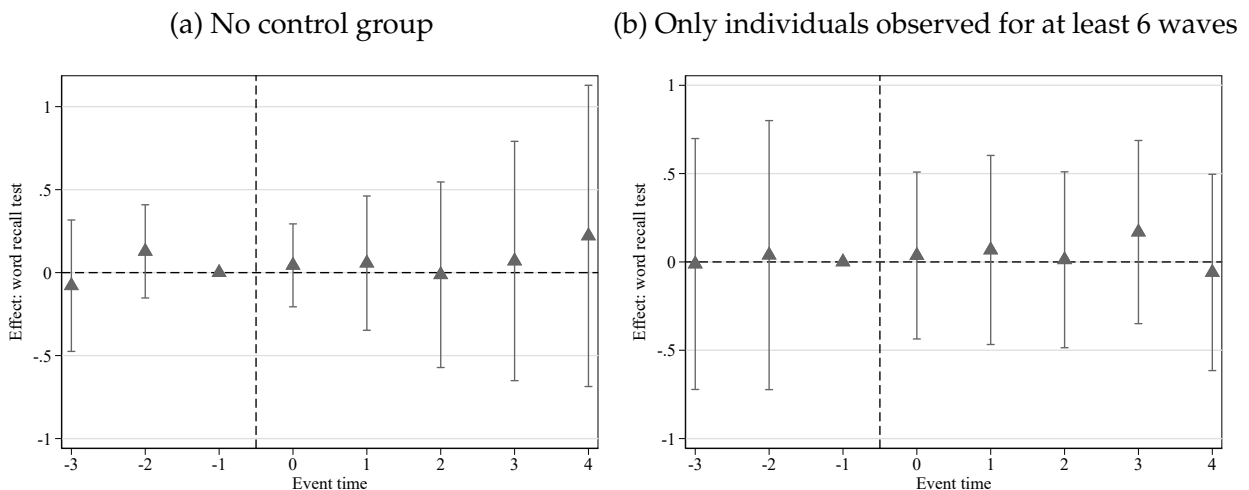 (a) No control group
(b) Only individuals observed for at least 6 waves
Effect: word recall test
1
.5
0
-.5
-1
-3 -2 -1 0 1 2 3 4
Event time
Effect: word recall test
1
.5
0
-.5
-1
-3 -2 -1 0 1 2 3 4
Event time